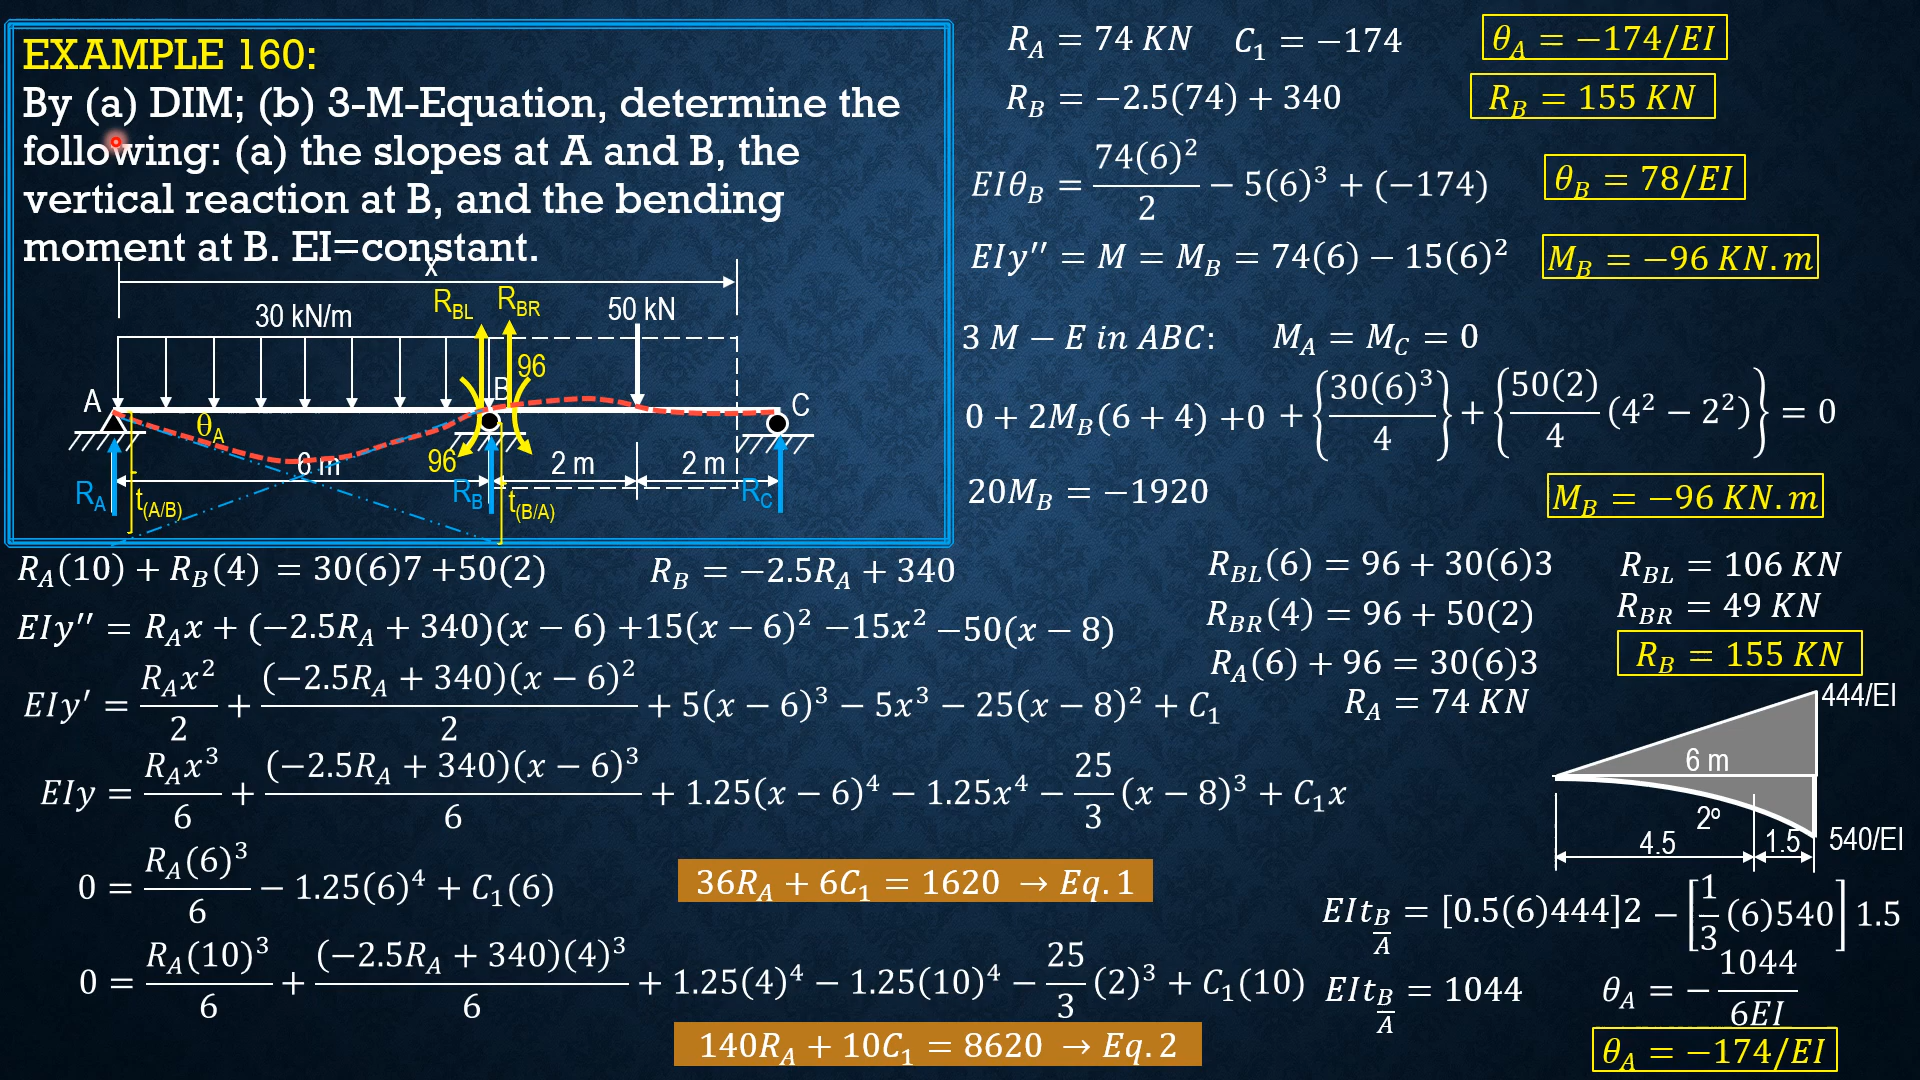 EXAMPLE 160:
By (a) DIM; (b) 3-M-Equation, determine the
following: (a) the slopes at A and B, the
vertical reaction at B, and the bending
moment at B. EI=constant.
x
R_BL R_BR 50 kN
30 kN/m
96
B
A C
θ_A
96
6 m 2 m 2 m
R_A t_(A/B) R_B t_(B/A) R_C
R_A(10) + R_B(4) = 30(6)7 +50(2) R_B = −2.5R_A + 340
EIy′′ = R_A x + (−2.5R_A + 340)(x − 6) +15(x − 6)² −15x² −50(x − 8)
EIy′ = R_A x²/2 + (−2.5R_A + 340)(x − 6)²/2 + 5(x − 6)³ − 5x³ − 25(x − 8)² + C₁
EIy = R_A x³/6 + (−2.5R_A + 340)(x − 6)³/6 + 1.25(x − 6)⁴ − 1.25x⁴ − 25/3 (x − 8)³ + C₁x
0 = R_A(6)³/6 − 1.25(6)⁴ + C₁(6)
36R_A + 6C₁ = 1620 → Eq. 1
0 = R_A(10)³/6 + (−2.5R_A + 340)(4)³/6 + 1.25(4)⁴ − 1.25(10)⁴ − 25/3 (2)³ + C₁(10)
140R_A + 10C₁ = 8620 → Eq. 2
R_A = 74 KN C₁ = −174 θ_A = −174/EI
R_B = −2.5(74) + 340 R_B = 155 KN
EIθ_B = 74(6)²/2 − 5(6)³ + (−174) θ_B = 78/EI
EIy′′ = M = M_B = 74(6) − 15(6)² M_B = −96 KN.m
3 M − E in ABC: M_A = M_C = 0
0 + 2M_B(6 + 4) +0 + {30(6)³/4} + {50(2)/4 (4² − 2²)} = 0
20M_B = −1920 M_B = −96 KN.m
R_BL(6) = 96 + 30(6)3 R_BL = 106 KN
R_BR(4) = 96 + 50(2) R_BR = 49 KN
R_B = 155 KN
R_A(6) + 96 = 30(6)3
R_A = 74 KN
444/EI
6 m
2º
4.5 1.5 540/EI
EIt_B/A = [0.5(6)444]2 − [1/3 (6)540] 1.5
EIt_B/A = 1044 θ_A = − 1044/6EI
θ_A = −174/EI